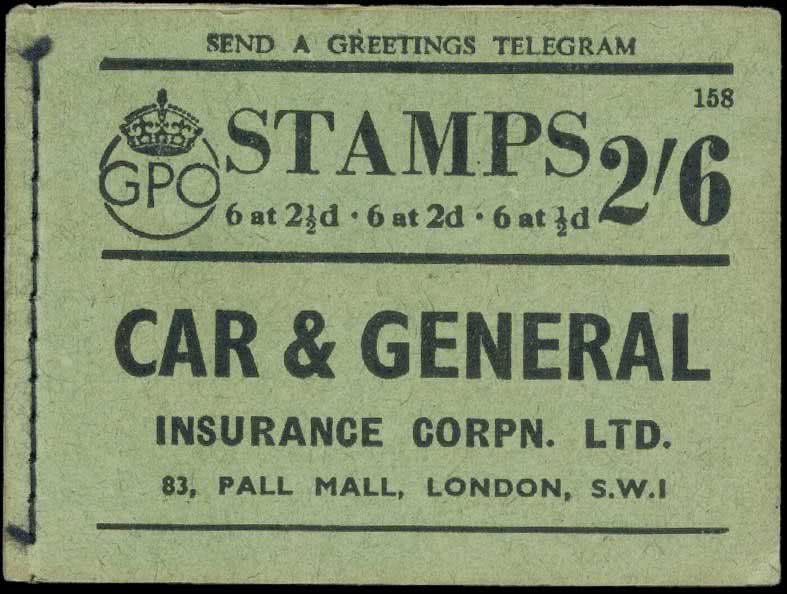 SEND A GREETINGS TELEGRAM
158
GPO STAMPS 2/6
6 at 2½d · 6 at 2d · 6 at ½d
CAR & GENERAL
INSURANCE CORPN. LTD.
83, PALL MALL, LONDON, S.W.1